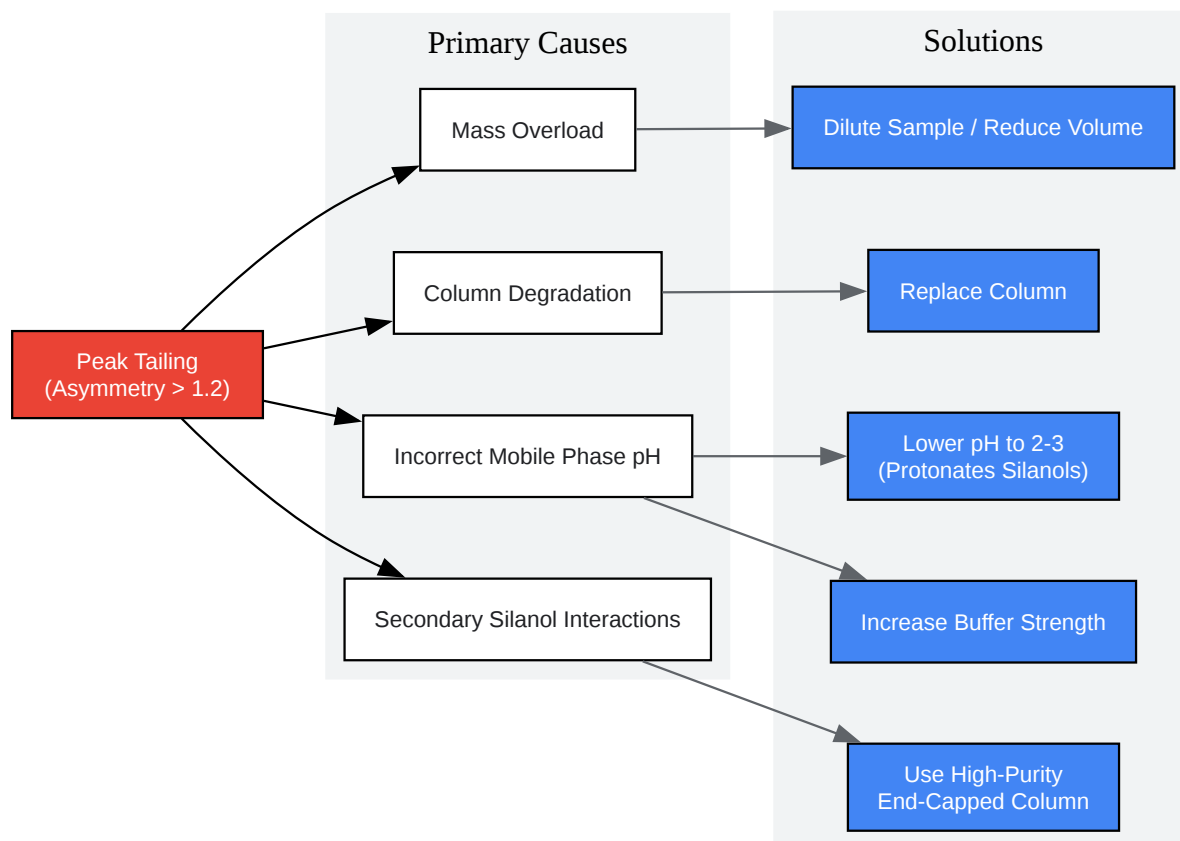 Primary Causes
Solutions
Mass Overload
Dilute Sample / Reduce Volume
Column Degradation
Replace Column
Peak Tailing
(Asymmetry > 1.2)
Incorrect Mobile Phase pH
Lower pH to 2-3
(Protonates Silanols)
Secondary Silanol Interactions
Increase Buffer Strength
Use High-Purity
End-Capped Column